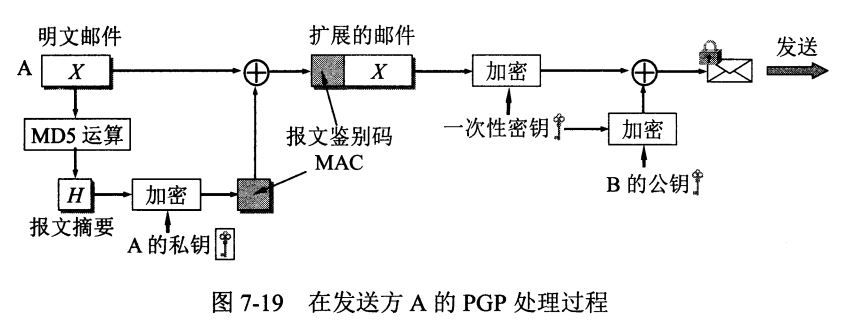 明文邮件
扩展的邮件
发送
A
X
X
加密
MD5 运算
报文鉴别码
MAC
一次性密钥
加密
H
加密
B 的公钥
报文摘要
A 的私钥
图 7-19 在发送方 A 的 PGP 处理过程